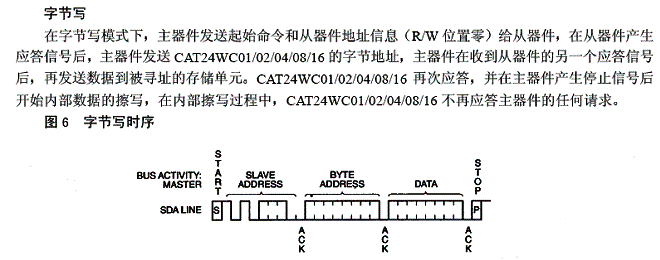 字节写
在字节写模式下，主器件发送起始命令和从器件地址信息（R/W 位置零）给从器件，在从器件产生
应答信号后，主器件发送 CAT24WC01/02/04/08/16 的字节地址，主器件在收到从器件的另一个应答信号
后，再发送数据到被寻址的存储单元。CAT24WC01/02/04/08/16 再次应答，并在主器件产生停止信号后
开始内部数据的擦写，在内部擦写过程中，CAT24WC01/02/04/08/16 不再应答主器件的任何请求。
图 6 字节写时序
BUS ACTIVITY:
MASTER
START
SLAVE
ADDRESS
BYTE
ADDRESS
DATA
STOP
SDA LINE
S
P
ACK
ACK
ACK